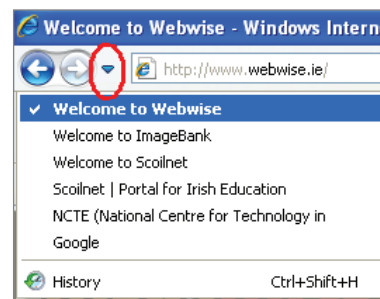 Welcome to Webwise - Windows Intern
http://www.webwise.ie/
Welcome to Webwise
Welcome to ImageBank
Welcome to Scoilnet
Scoilnet | Portal for Irish Education
NCTE (National Centre for Technology in
Google
History Ctrl+Shift+H